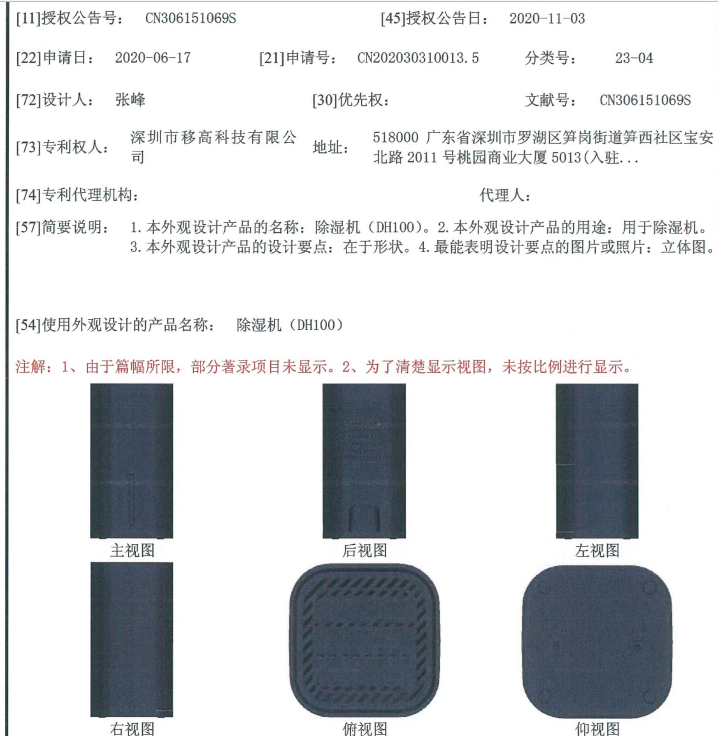 [11]授权公告号： CN306151069S [45]授权公告日： 2020-11-03
[22]申请日： 2020-06-17 [21]申请号： CN202030310013.5 分类号： 23-04
[72]设计人： 张峰 [30]优先权： 文献号： CN306151069S
[73]专利权人： 深圳市移高科技有限公司 地址： 518000 广东省深圳市罗湖区笋岗街道笋西社区宝安
北路 2011 号桃园商业大厦 5013(入驻...
[74]专利代理机构： 代理人：
[57]简要说明： 1.本外观设计产品的名称：除湿机（DH100）。2.本外观设计产品的用途：用于除湿机。
3.本外观设计产品的设计要点：在于形状。4.最能表明设计要点的图片或照片：立体图。
[54]使用外观设计的产品名称： 除湿机（DH100）
注解：1、由于篇幅所限，部分著录项目未显示。2、为了清楚显示视图，未按比例进行显示。
主视图 后视图 左视图
右视图 俯视图 仰视图